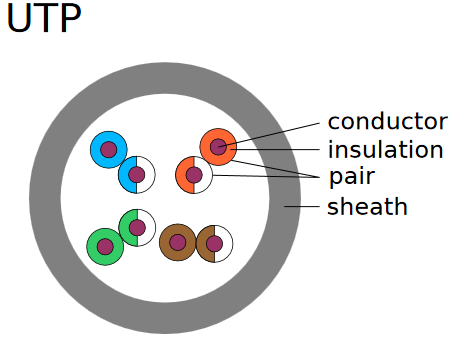 UTP
conductor
insulation
pair
sheath